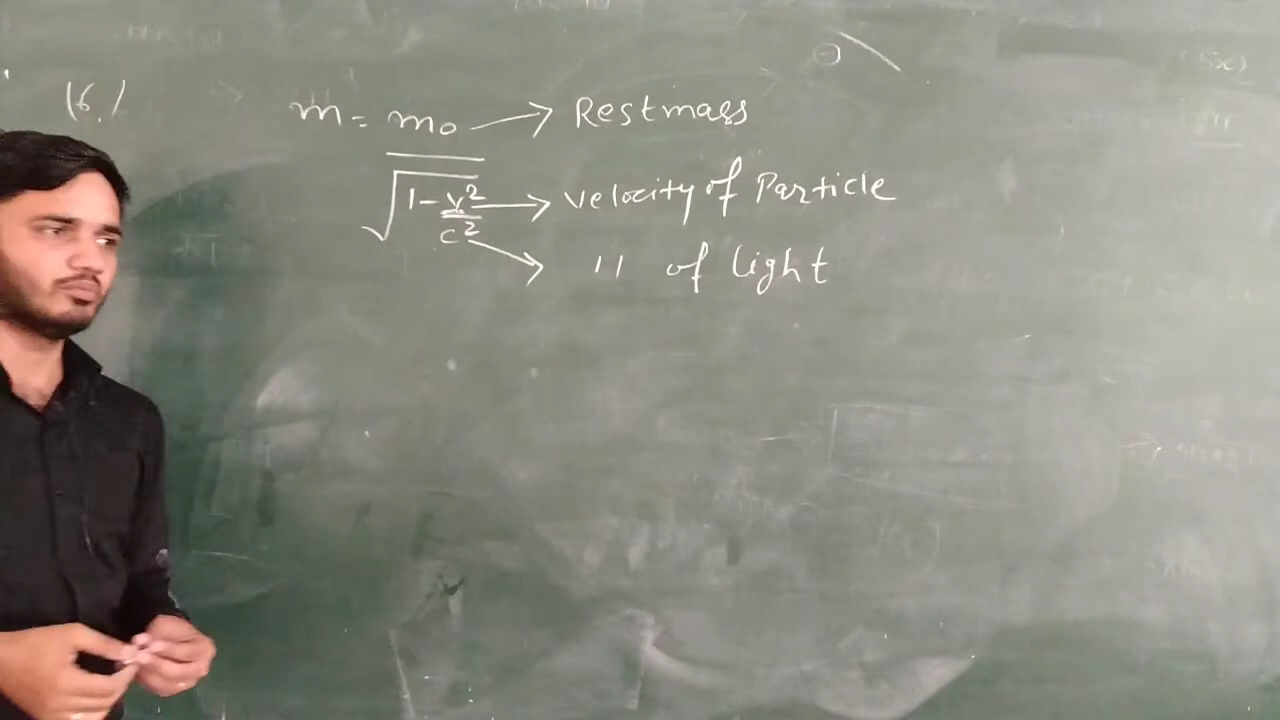 (6.) m = m₀ → Restmass
√1 - v² → Velocity of Particle
c² → " of light